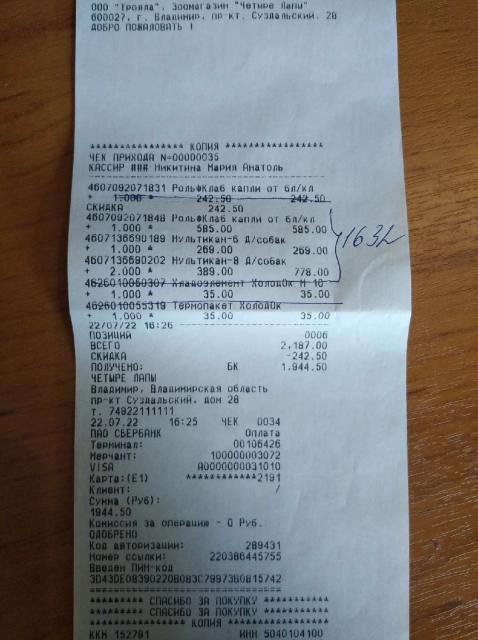 ООО "Тролла". Зоомагазин "Четыре Лапы"
600027, г. Владимир, пр-кт. Суздальский, 28
ДОБРО ПОЖАЛОВАТЬ !
**************** КОПИЯ *****************
ЧЕК ПРИХОДА N=00000035
КАССИР ### Никитина Мария Анатоль
4607092071831 РольфКлаб капли от бл/кл
+ 1.000 * 242.50 242.50
СКИДКА 242.50
4607092071848 РольфКлаб капли от бл/кл
+ 1.000 * 585.00 585.00
4607136690189 Мультикан-6 Д/собак
+ 1.000 * 269.00 269.00
4607136690202 Мультикан-8 Д/собак
+ 2.000 * 389.00 778.00
1632
4626010060307 Хладоэлемент ХолодОк М 10
+ 1.000 * 35.00 35.00
4626010055319 Термопакет ХолодОк
+ 1.000 * 35.00 35.00
22/07/22 16:26
ПОЗИЦИЙ 0006
ВСЕГО 2,187.00
СКИДКА -242.50
ПОЛУЧЕНО: БК 1,944.50
ЧЕТЫРЕ ЛАПЫ
Владимир, Владимирская область
пр-кт Суздальский, дом 28
т. 74922111111
22.07.22 16:25 ЧЕК 0034
ПАО СБЕРБАНК Оплата
Терминал: 00106426
Мерчант: 100000003072
VISA A0000000031010
Карта:(E1) ************2191
Клиент: /
Сумма (Руб):
1944.50
Комиссия за операцию - 0 Руб.
ОДОБРЕНО
Код авторизации: 289431
Номер ссылки: 220386445755
Введен ПИН-код
3D43DE08390220B083C79973B0815742
=================================
*********** СПАСИБО ЗА ПОКУПКУ ***********
*********** СПАСИБО ЗА ПОКУПКУ ***********
**************** КОПИЯ *****************
ККМ 152791 ИНН 5040104100